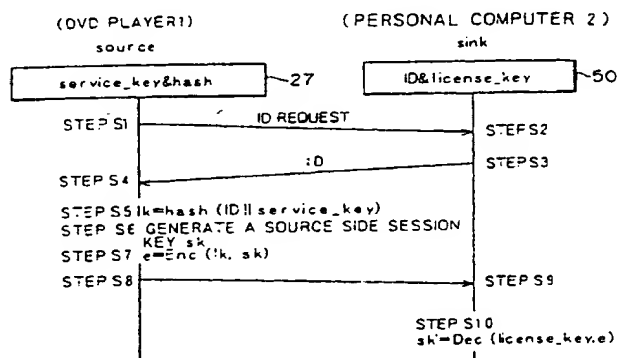 (DVD PLAYER1)
(PERSONAL COMPUTER 2)
source
sink
service_key&hash
27
ID&license_key
50
STEP S1
ID REQUEST
STEP S2
STEP S4
ID
STEP S3
STEP S5 lk=hash (ID||service_key)
STEP S6 GENERATE A SOURCE SIDE SESSION
KEY sk
STEP S7 e=Enc (lk, sk)
STEP S8
STEP S9
STEP S10
sk'=Dec (license_key,e)